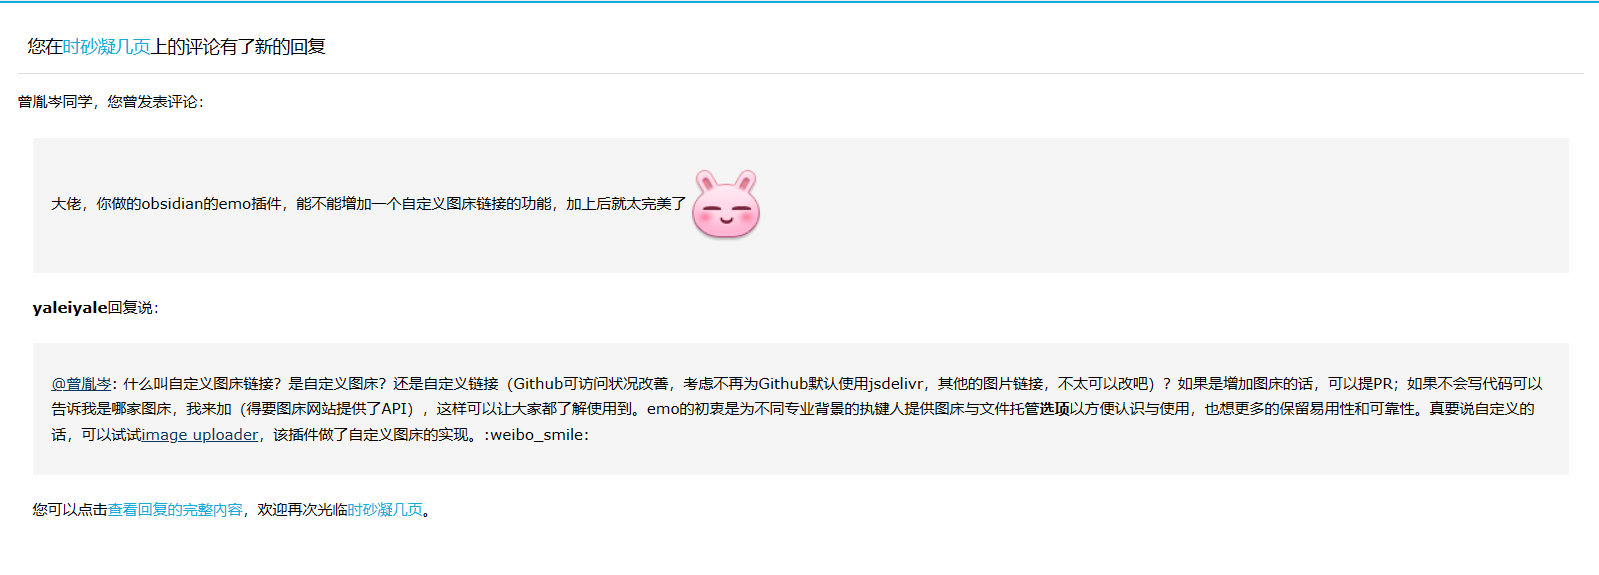 您在时砂凝几页上的评论有了新的回复
曾胤岑同学，您曾发表评论：
大佬，你做的obsidian的emo插件，能不能增加一个自定义图床链接的功能，加上后就太完美了
yaleiyale回复说：
@曾胤岑: 什么叫自定义图床链接？是自定义图床？还是自定义链接（Github可访问状况改善，考虑不再为Github默认使用jsdelivr，其他的图片链接，不太可以改吧）？如果是增加图床的话，可以提PR；如果不会写代码可以
告诉我是哪家图床，我来加（得要图床网站提供了API），这样可以让大家都了解使用到。emo的初衷是为不同专业背景的执键人提供图床与文件托管选项以方便认识与使用，也想更多的保留易用性和可靠性。真要说自定义的
话，可以试试image uploader，该插件做了自定义图床的实现。:weibo_smile:
您可以点击查看回复的完整内容，欢迎再次光临时砂凝几页。